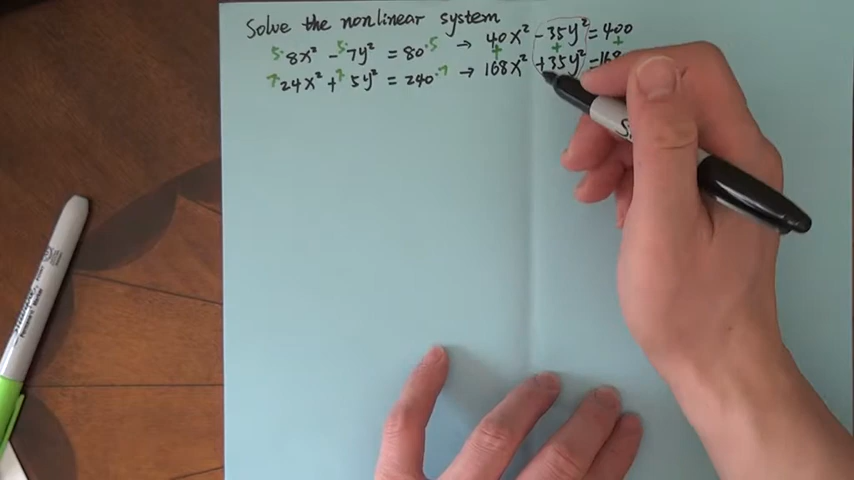 Solve the nonlinear system
5· 8x² - 5· 7y² = 80·5 → 40x² - 35y² = 400
7· 24x² + 7· 5y² = 240·7 → 168x² + 35y² = 168
+ + +